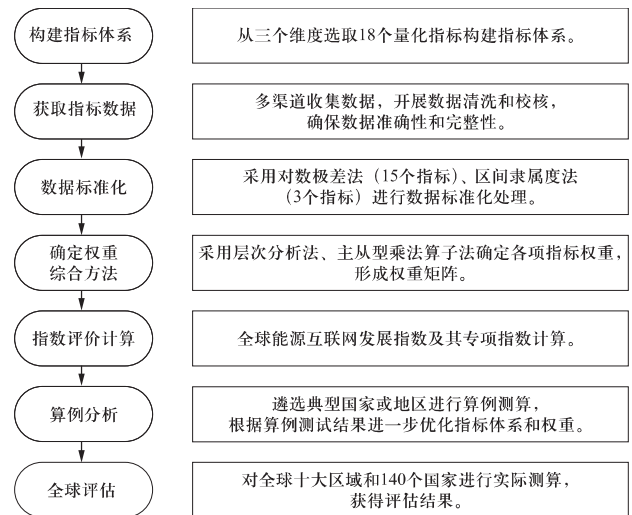 构建指标体系
从三个维度选取18个量化指标构建指标体系。
获取指标数据
多渠道收集数据，开展数据清洗和校核，
确保数据准确性和完整性。
数据标准化
采用对数极差法（15个指标）、区间隶属度法
（3个指标）进行数据标准化处理。
确定权重
综合方法
采用层次分析法、主从型乘法算子法确定各项指标权重，
形成权重矩阵。
指数评价计算
全球能源互联网发展指数及其专项指数计算。
算例分析
遴选典型国家或地区进行算例测算，
根据算例测试结果进一步优化指标体系和权重。
全球评估
对全球十大区域和140个国家进行实际测算，
获得评估结果。